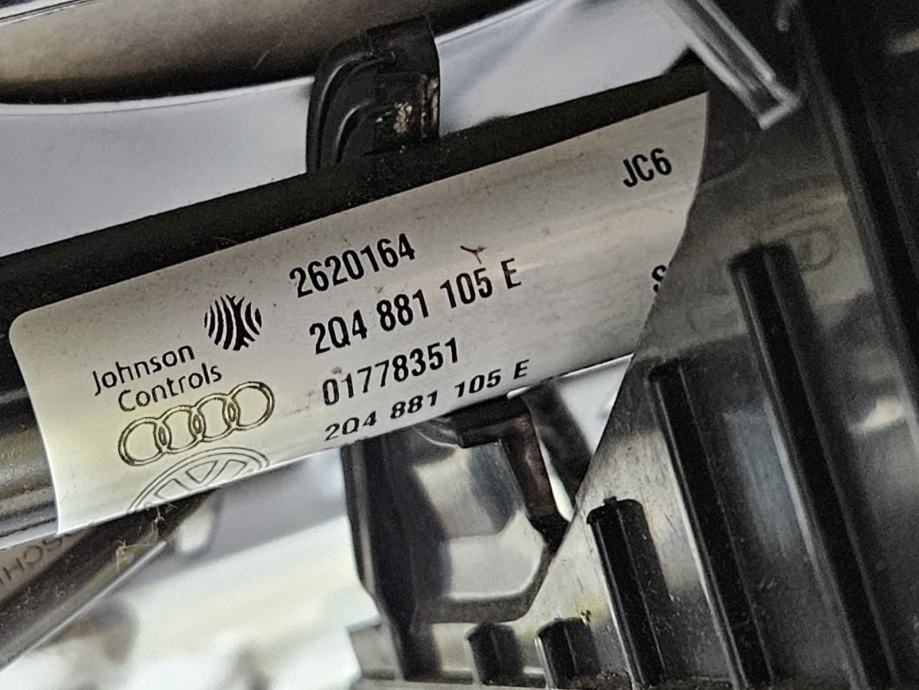 JC6
2620164
2Q4 881 105 E
S
Johnson
Controls
01778351
2Q4 881 105 E